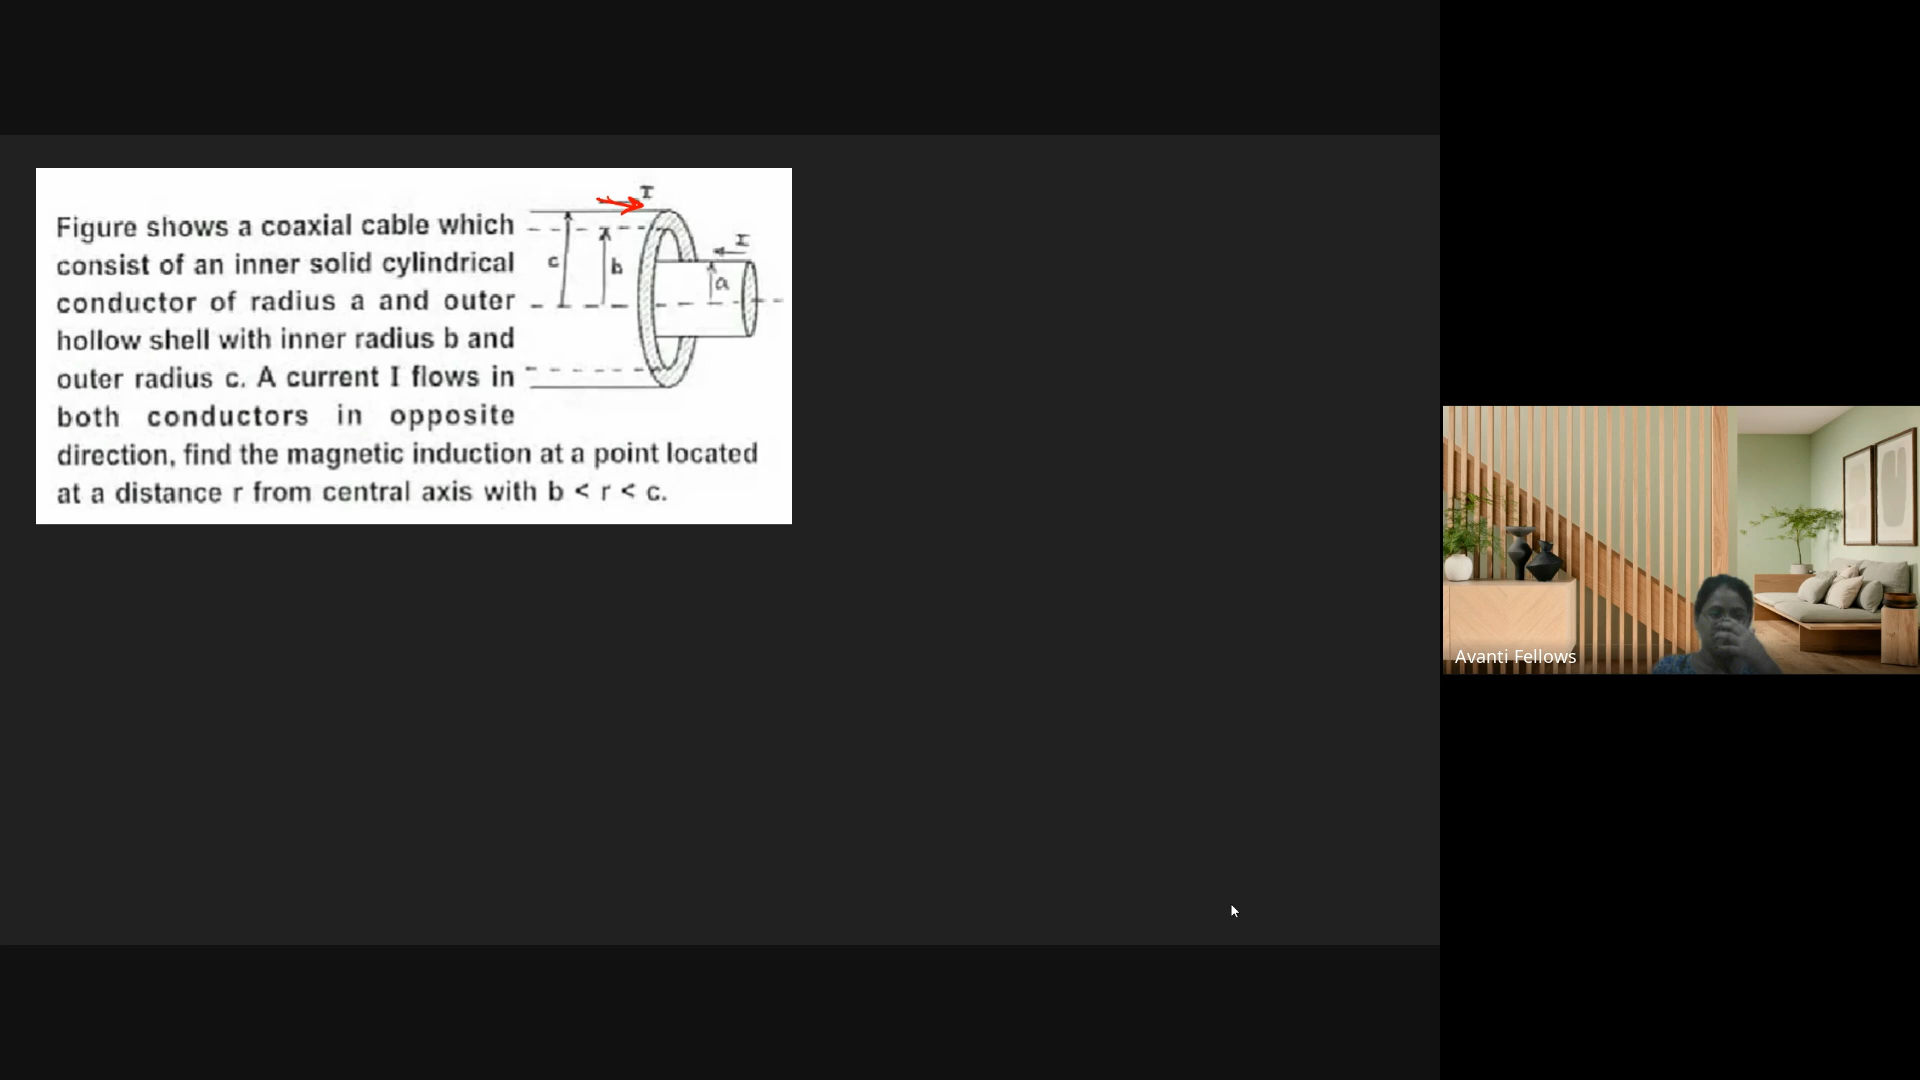 Figure shows a coaxial cable which
consist of an inner solid cylindrical
conductor of radius a and outer
hollow shell with inner radius b and
outer radius c. A current I flows in
both conductors in opposite
direction, find the magnetic induction at a point located
at a distance r from central axis with b < r < c.
I
I
c
b
a
Avanti Fellows